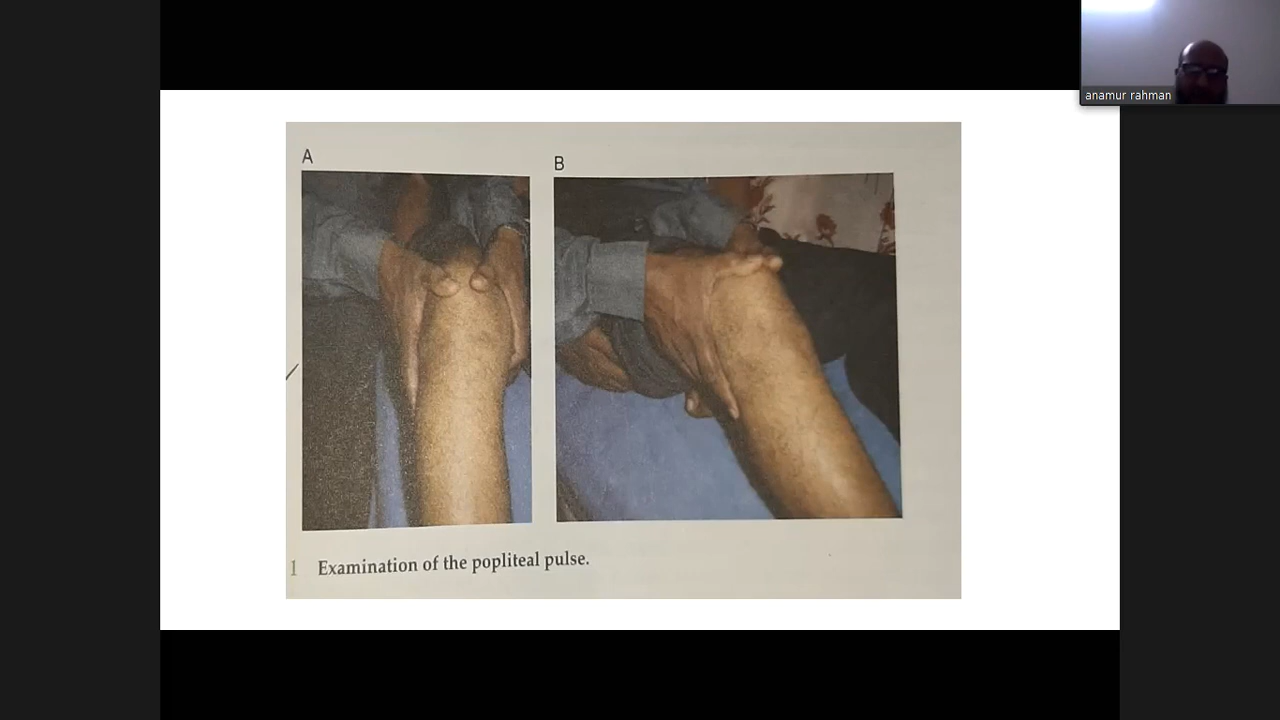 anamur rahman
A
B
1 Examination of the popliteal pulse.